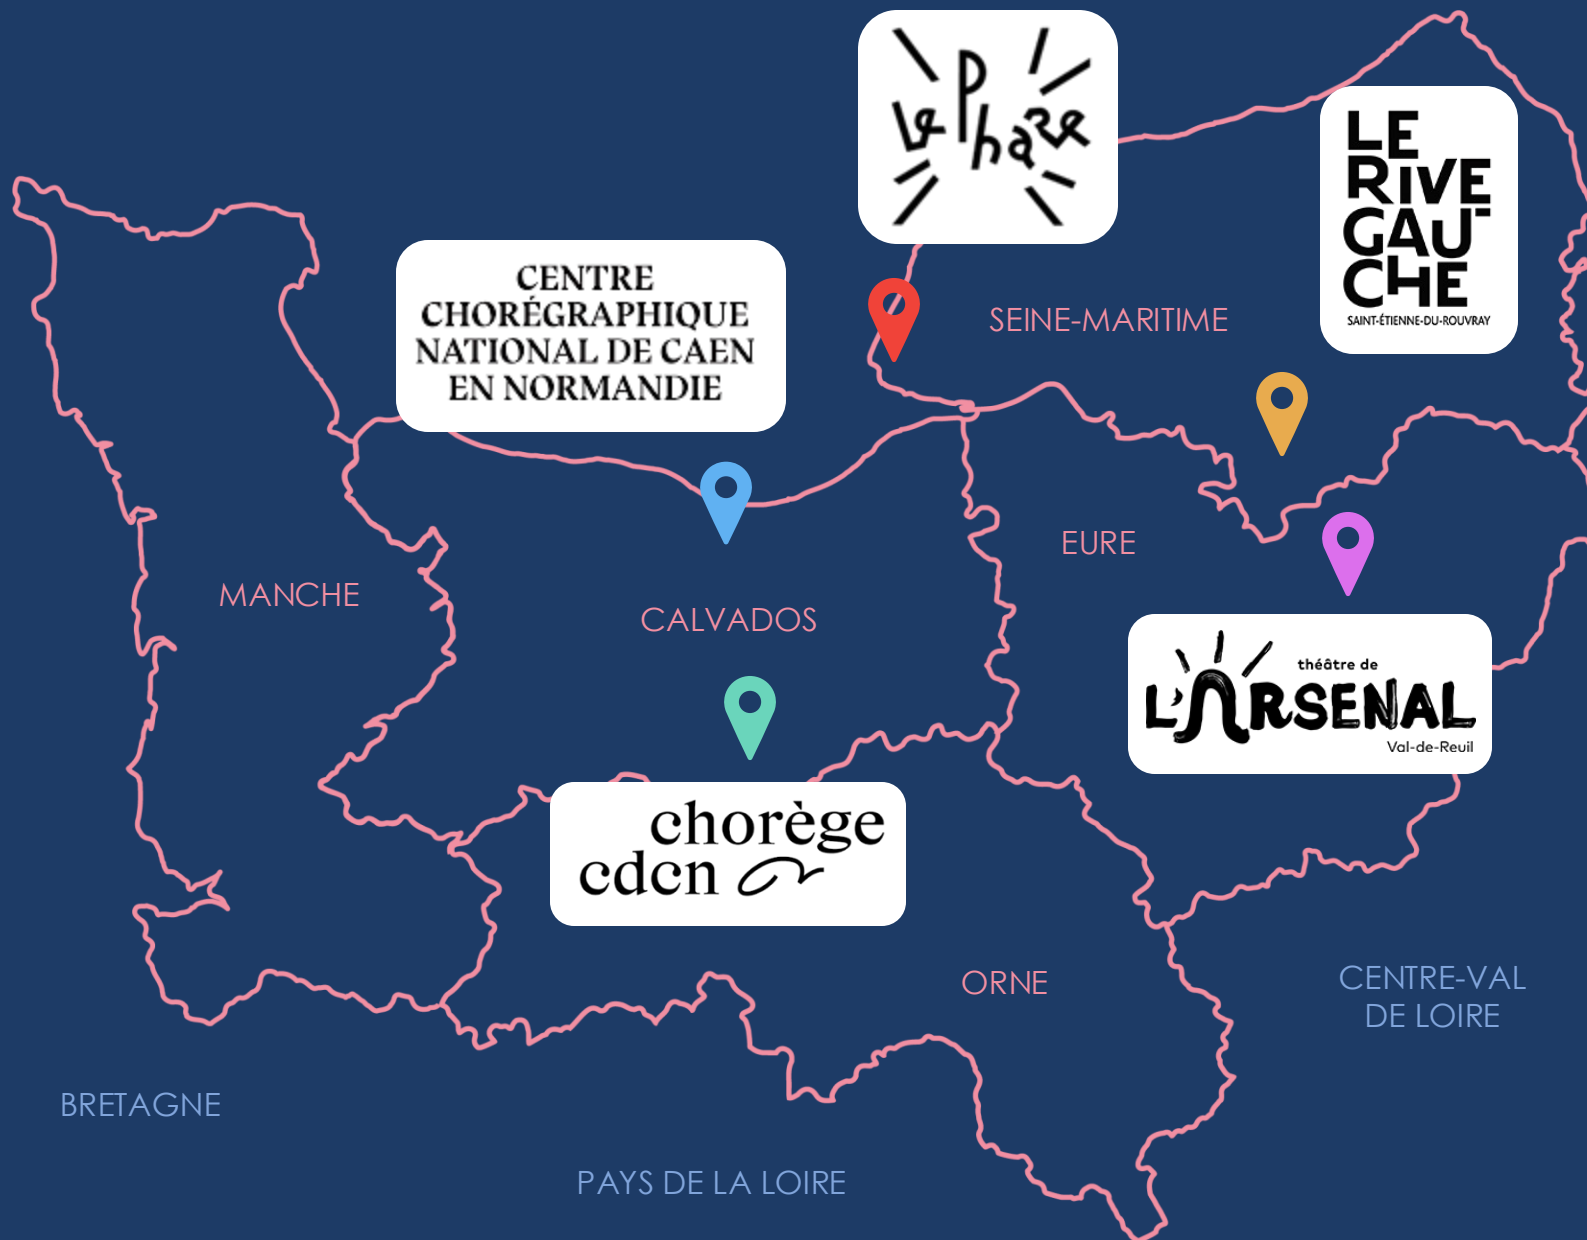 Le Phare
LE
RIVE
GAU-
CHE
SAINT-ÉTIENNE-DU-ROUVRAY
CENTRE
CHORÉGRAPHIQUE
NATIONAL DE CAEN
EN NORMANDIE
SEINE-MARITIME
EURE
MANCHE
CALVADOS
théâtre de
L'ARSENAL
Val-de-Reuil
chorège
cdcn
ORNE
CENTRE-VAL
DE LOIRE
BRETAGNE
PAYS DE LA LOIRE